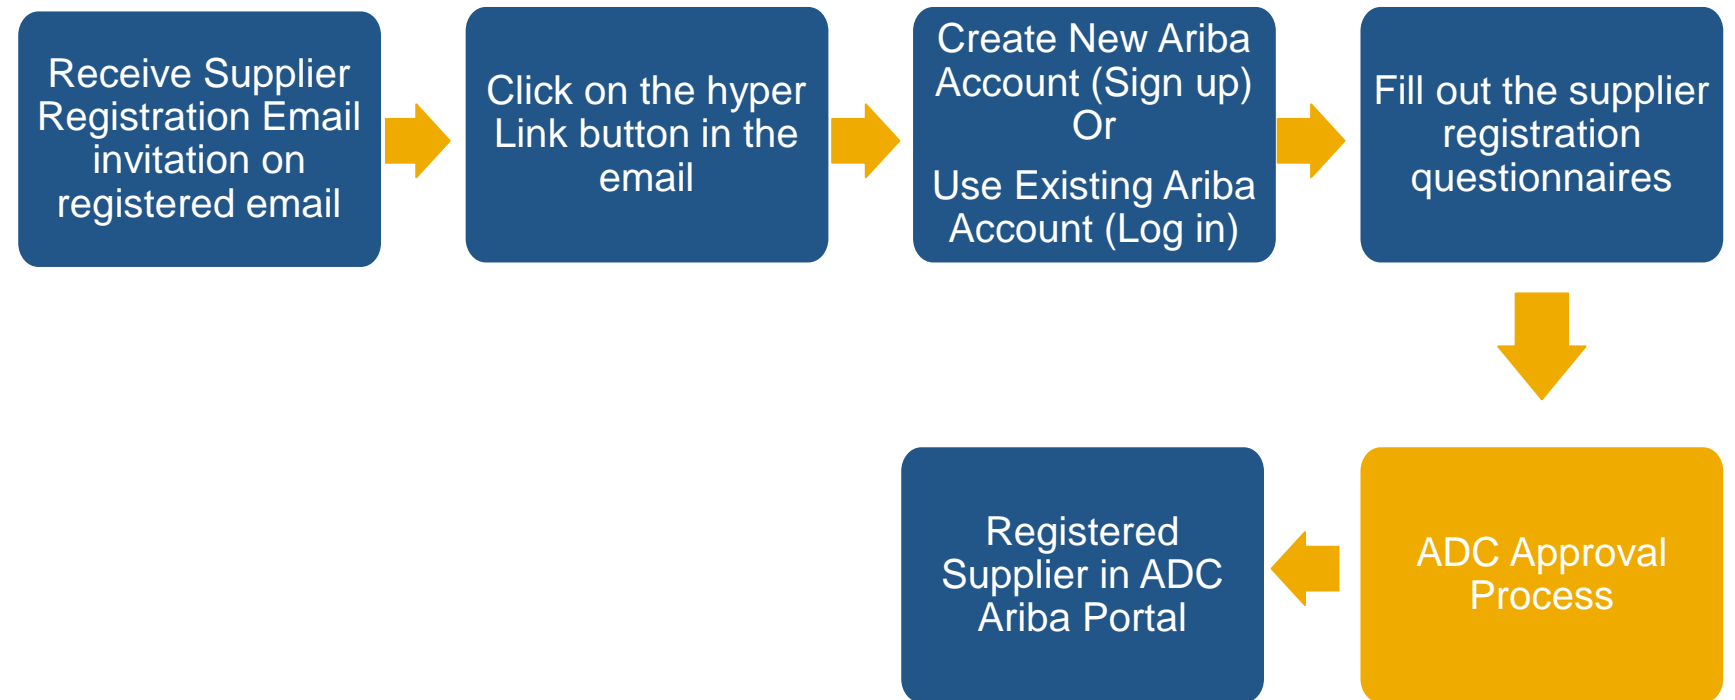 Receive Supplier
Registration Email
invitation on
registered email
Click on the hyper
Link button in the
email
Create New Ariba
Account (Sign up)
Or
Use Existing Ariba
Account (Log in)
Fill out the supplier
registration
questionnaires
ADC Approval
Process
Registered
Supplier in ADC
Ariba Portal